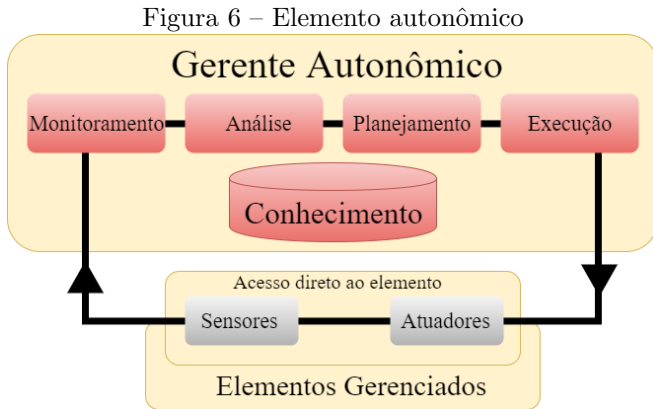 Figura 6 – Elemento autonômico
Gerente Autonômico
Monitoramento
Análise
Planejamento
Execução
Conhecimento
Acesso direto ao elemento
Sensores
Atuadores
Elementos Gerenciados